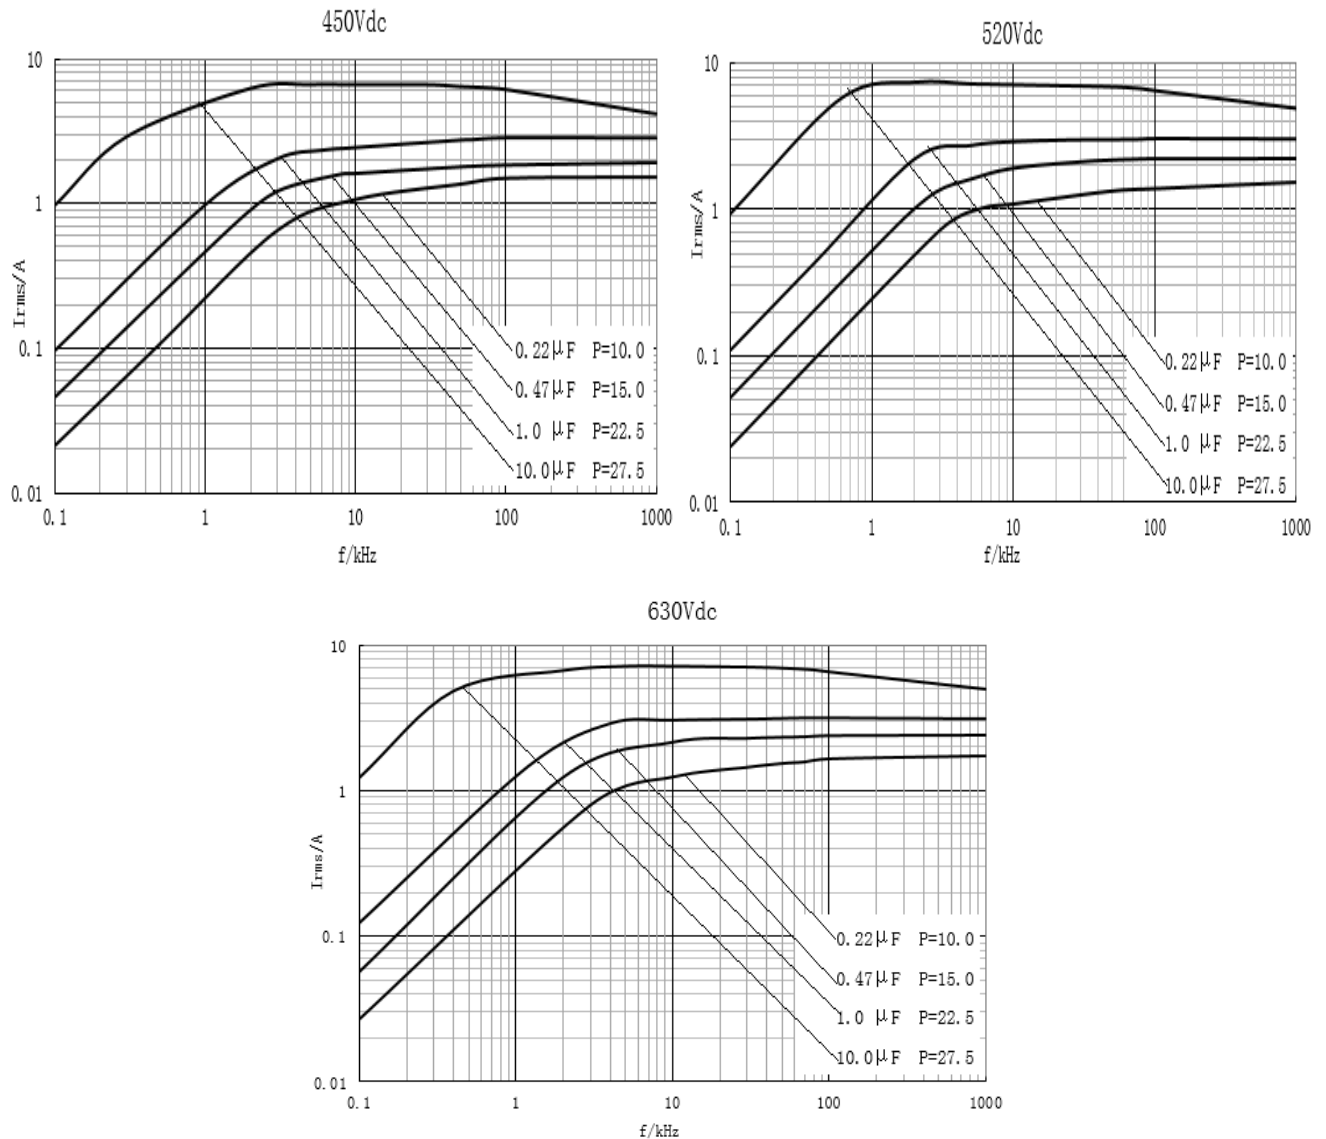 450Vdc
10
1
0.1
0.01
Irms/A
0.22μF P=10.0
0.47μF P=15.0
1.0 μF P=22.5
10.0μF P=27.5
0.1 1 10 100 1000
f/kHz
520Vdc
10
1
0.1
0.01
Irms/A
0.22μF P=10.0
0.47μF P=15.0
1.0 μF P=22.5
10.0μF P=27.5
0.1 1 10 100 1000
f/kHz
630Vdc
10
1
0.1
0.01
Irms/A
0.22μF P=10.0
0.47μF P=15.0
1.0 μF P=22.5
10.0μF P=27.5
0.1 1 10 100 1000
f/kHz